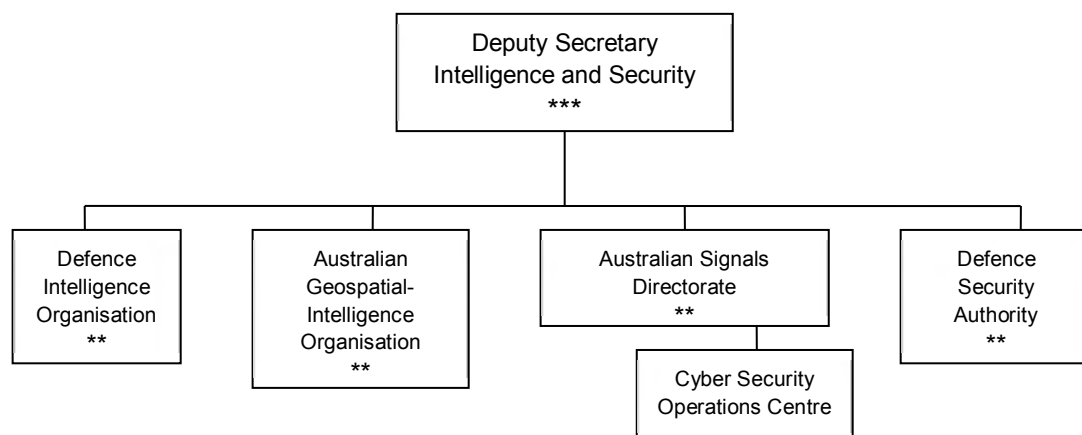 Deputy Secretary
Intelligence and Security
***
Defence
Intelligence
Organisation
**
Australian
Geospatial-
Intelligence
Organisation
**
Australian Signals
Directorate
**
Cyber Security
Operations Centre
Defence
Security
Authority
**